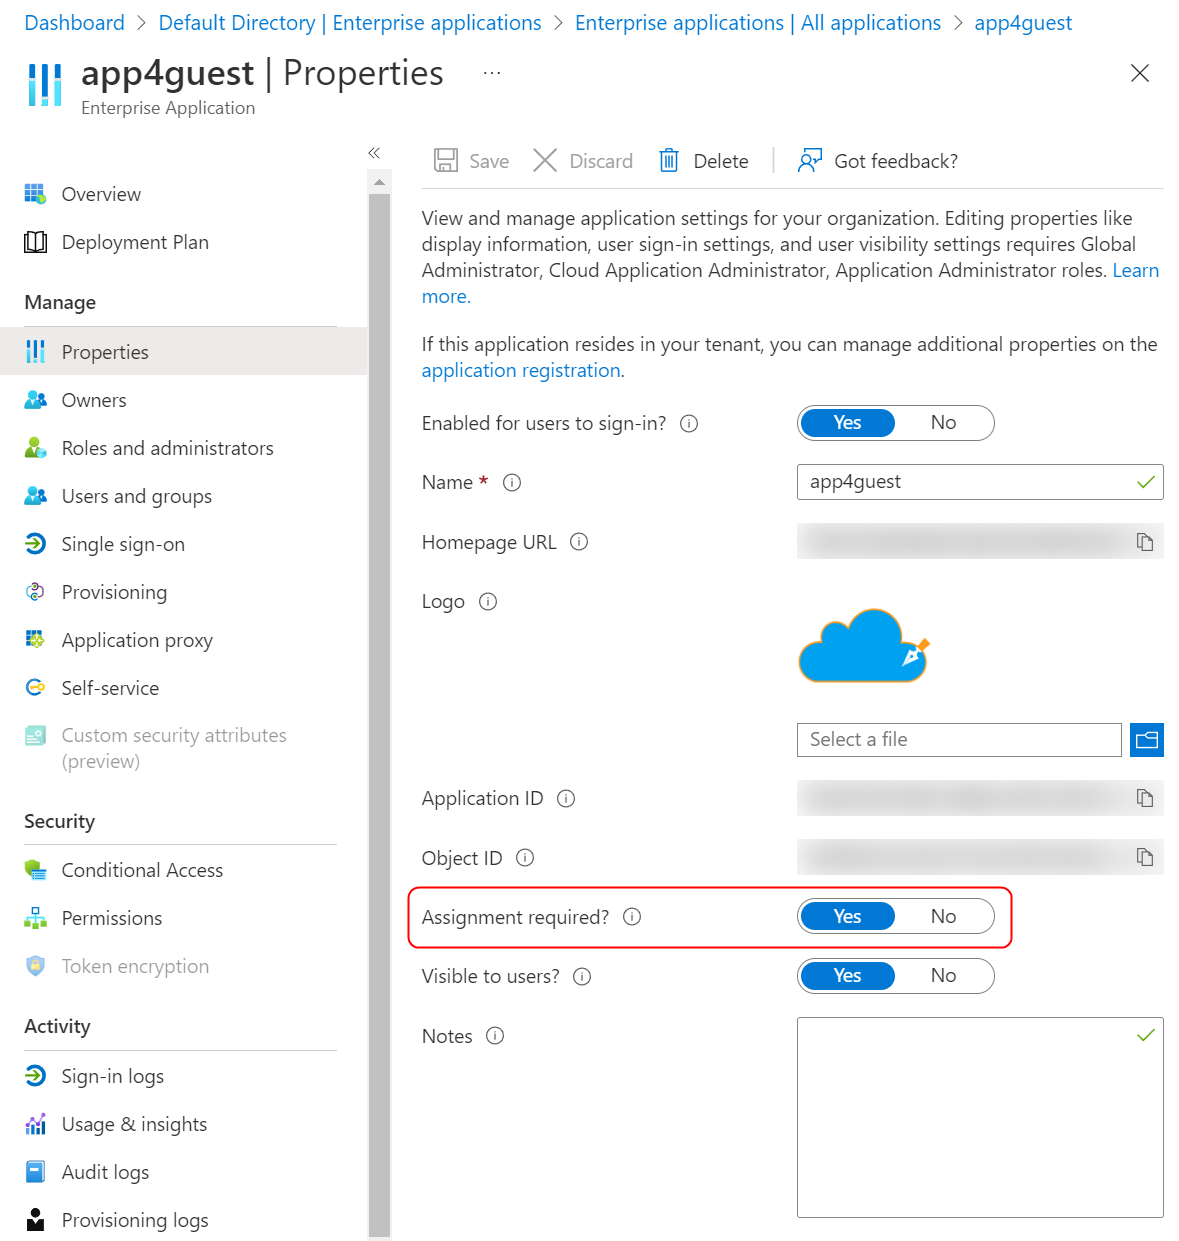 Dashboard > Default Directory | Enterprise applications > Enterprise applications | All applications > app4guest
app4guest | Properties ...
Enterprise Application
Overview
Deployment Plan
Manage
Properties
Owners
Roles and administrators
Users and groups
Single sign-on
Provisioning
Application proxy
Self-service
Custom security attributes
(preview)
Security
Conditional Access
Permissions
Token encryption
Activity
Sign-in logs
Usage & insights
Audit logs
Provisioning logs
Save Discard Delete Got feedback?
View and manage application settings for your organization. Editing properties like
display information, user sign-in settings, and user visibility settings requires Global
Administrator, Cloud Application Administrator, Application Administrator roles. Learn
more.
If this application resides in your tenant, you can manage additional properties on the
application registration.
Enabled for users to sign-in? Yes No
Name * app4guest
Homepage URL
Logo
Select a file
Application ID
Object ID
Assignment required? Yes No
Visible to users? Yes No
Notes